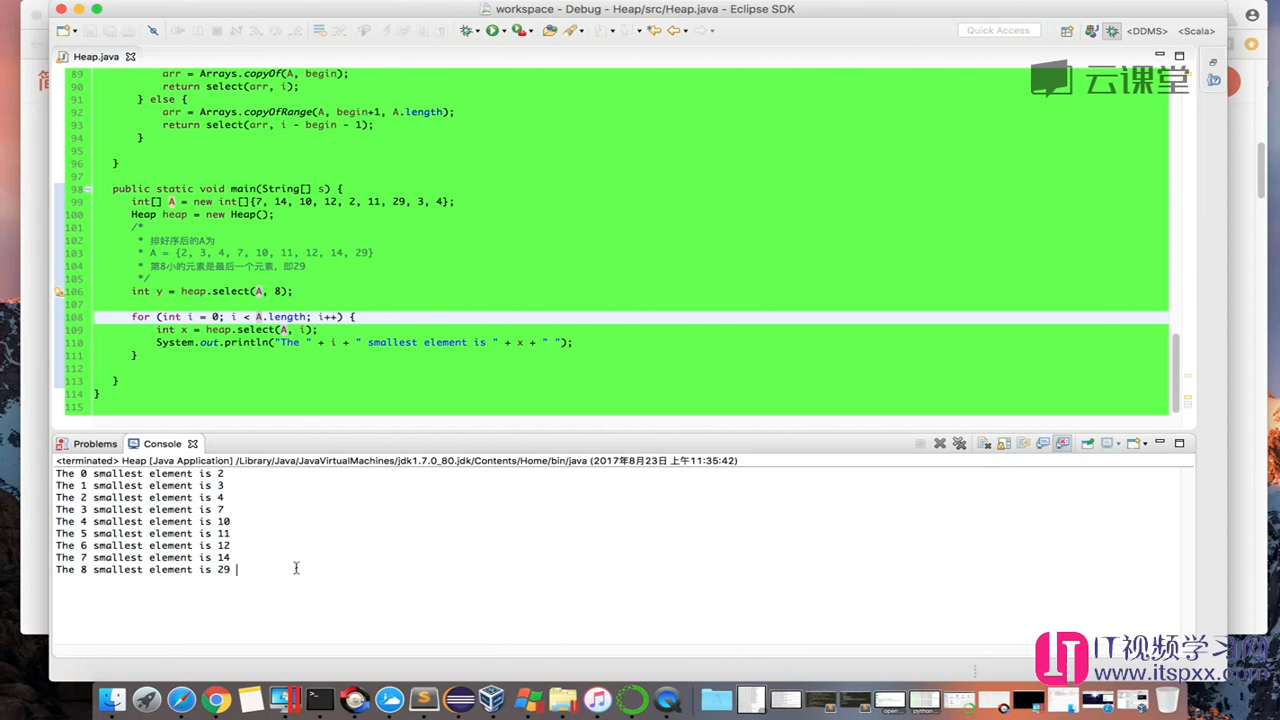 workspace - Debug - Heap/src/Heap.java - Eclipse SDK
Quick Access
<DDMS>
<Scala>
Heap.java
云课堂
89 arr = Arrays.copyOf(A, begin);
90 return select(arr, i);
91 } else {
92 arr = Arrays.copyOfRange(A, begin+1, A.length);
93 return select(arr, i - begin - 1);
94 }
95
96 }
97
98 public static void main(String[] s) {
99 int[] A = new int[]{7, 14, 10, 12, 2, 11, 29, 3, 4};
100 Heap heap = new Heap();
101 /*
102 * 排好序后的A为
103 * A = {2, 3, 4, 7, 10, 11, 12, 14, 29}
104 * 第8小的元素是最后一个元素，即29
105 */
106 int y = heap.select(A, 8);
107
108 for (int i = 0; i < A.length; i++) {
109 int x = heap.select(A, i);
110 System.out.println("The " + i + " smallest element is " + x + " ");
111 }
112
113 }
114 }
115
Problems Console
<terminated> Heap [Java Application] /Library/Java/JavaVirtualMachines/jdk1.7.0_80.jdk/Contents/Home/bin/java (2017年8月23日 上午11:35:42)
The 0 smallest element is 2
The 1 smallest element is 3
The 2 smallest element is 4
The 3 smallest element is 7
The 4 smallest element is 10
The 5 smallest element is 11
The 6 smallest element is 12
The 7 smallest element is 14
The 8 smallest element is 29
IT视频学习网
www.itspxx.com